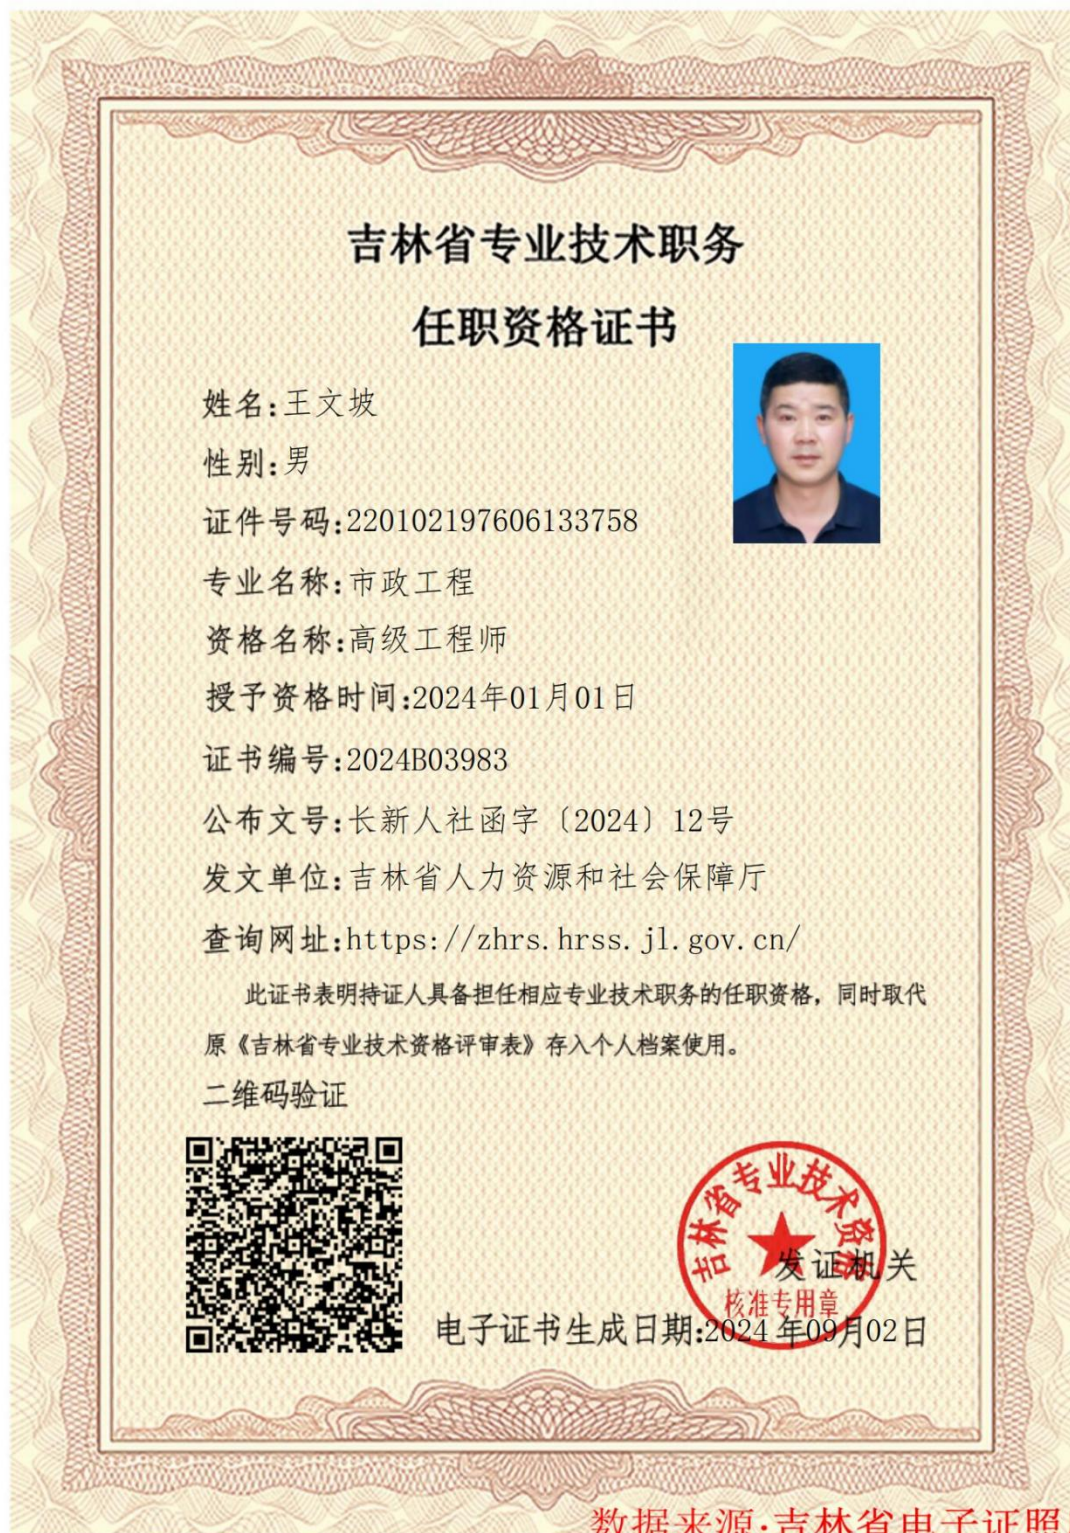 吉林省专业技术职务
任职资格证书
姓名:王文坡
性别:男
证件号码:220102197606133758
专业名称:市政工程
资格名称:高级工程师
授予资格时间:2024年01月01日
证书编号:2024B03983
公布文号:长新人社函字〔2024〕12号
发文单位:吉林省人力资源和社会保障厅
查询网址:https://zhrs.hrss.jl.gov.cn/
此证书表明持证人具备担任相应专业技术职务的任职资格，同时取代
原《吉林省专业技术资格评审表》存入个人档案使用。
二维码验证
吉林省专业技术资格
核准专用章
发证机关
电子证书生成日期:2024年09月02日
数据来源:吉林省电子证照